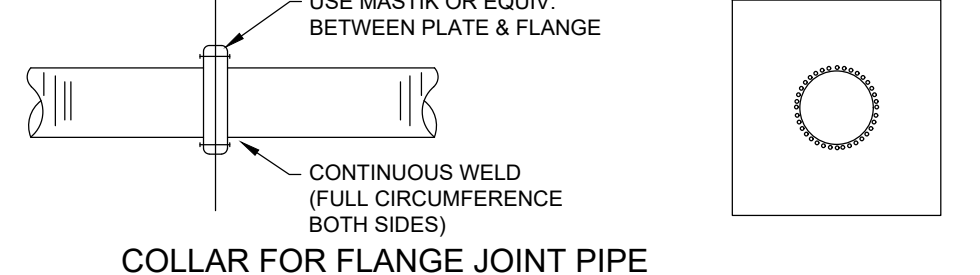 USE MASTIK OR EQUIV.
BETWEEN PLATE & FLANGE
CONTINUOUS WELD
(FULL CIRCUMFERENCE
BOTH SIDES)
COLLAR FOR FLANGE JOINT PIPE